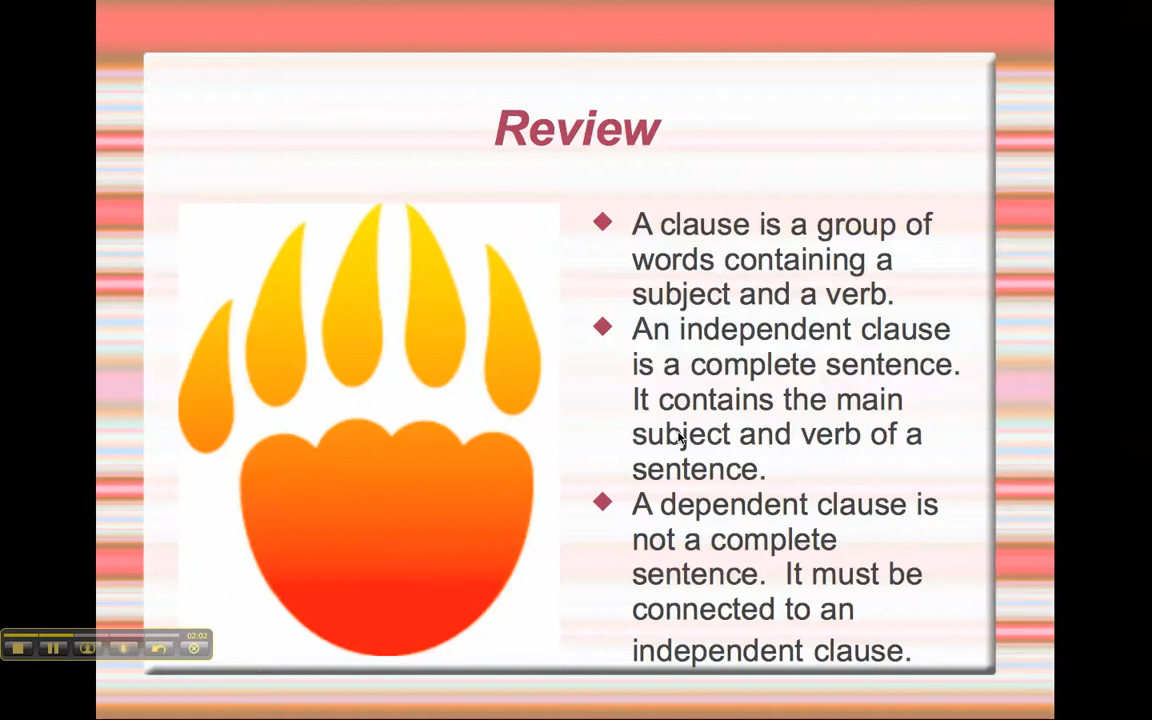 Review
A clause is a group of
words containing a
subject and a verb.
An independent clause
is a complete sentence.
It contains the main
subject and verb of a
sentence.
A dependent clause is
not a complete
sentence.  It must be
connected to an
independent clause.
02:02